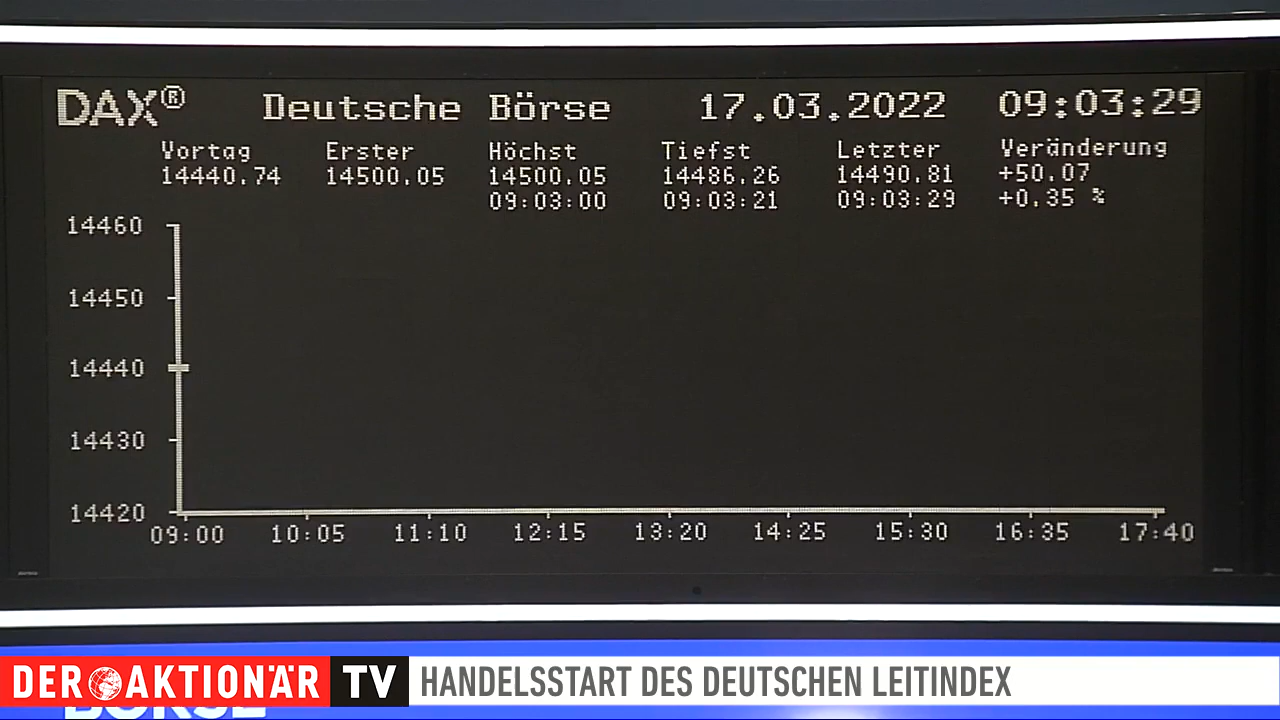 DAX® Deutsche Börse 17.03.2022 09:03:29
Vortag Erster Höchst Tiefst Letzter Veränderung
14440.74 14500.05 14500.05 14486.26 14490.81 +50.07
09:03:00 09:03:21 09:03:29 +0.35 %
14460
14450
14440
14430
14420
09:00 10:05 11:10 12:15 13:20 14:25 15:30 16:35 17:40
DER AKTIONÄR TV HANDELSSTART DES DEUTSCHEN LEITINDEX
BÖRSE